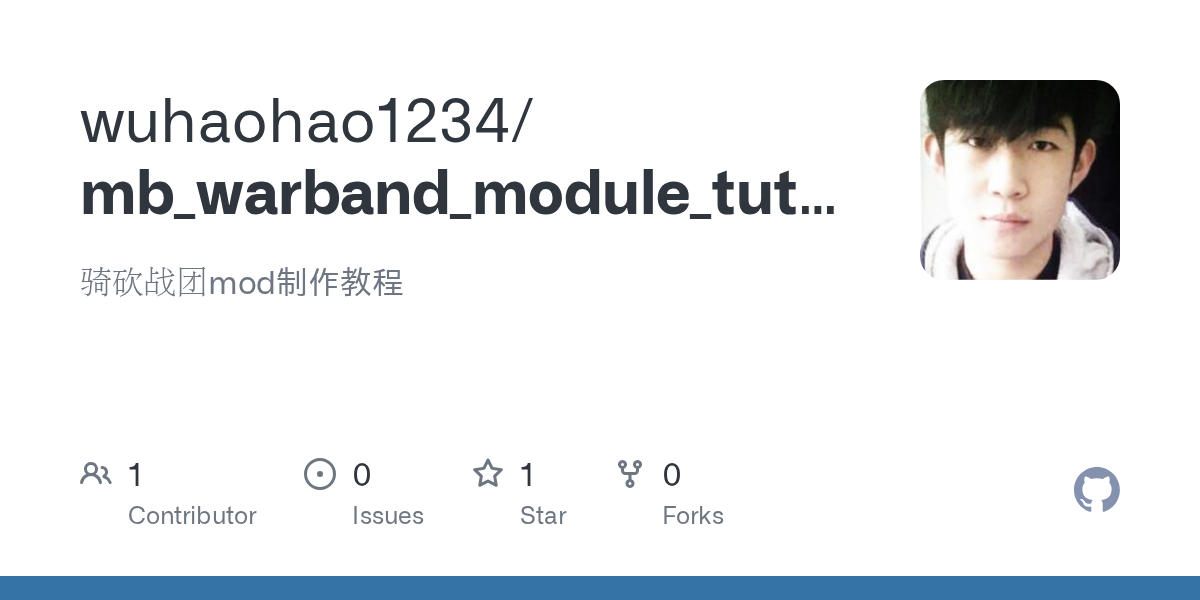 wuhaohao1234/
mb_warband_module_tut...
骑砍战团mod制作教程
1
Contributor
0
Issues
1
Star
0
Forks